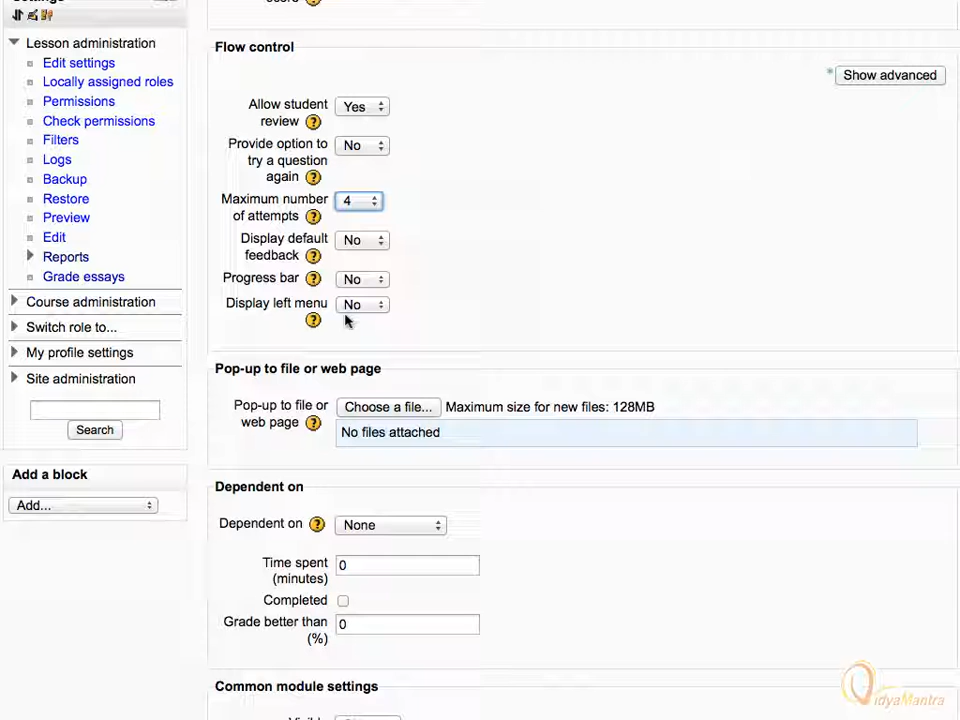 Settings
Lesson administration
Edit settings
Locally assigned roles
Permissions
Check permissions
Filters
Logs
Backup
Restore
Preview
Edit
Reports
Grade essays
Course administration
Switch role to...
My profile settings
Site administration
Search
Add a block
Add...
score
Flow control
* Show advanced
Allow student review Yes
Provide option to try a question again No
Maximum number of attempts 4
Display default feedback No
Progress bar No
Display left menu No
Pop-up to file or web page
Pop-up to file or web page Choose a file... Maximum size for new files: 128MB
No files attached
Dependent on
Dependent on None
Time spent (minutes) 0
Completed
Grade better than (%) 0
Common module settings
Visible
VidyaMantra